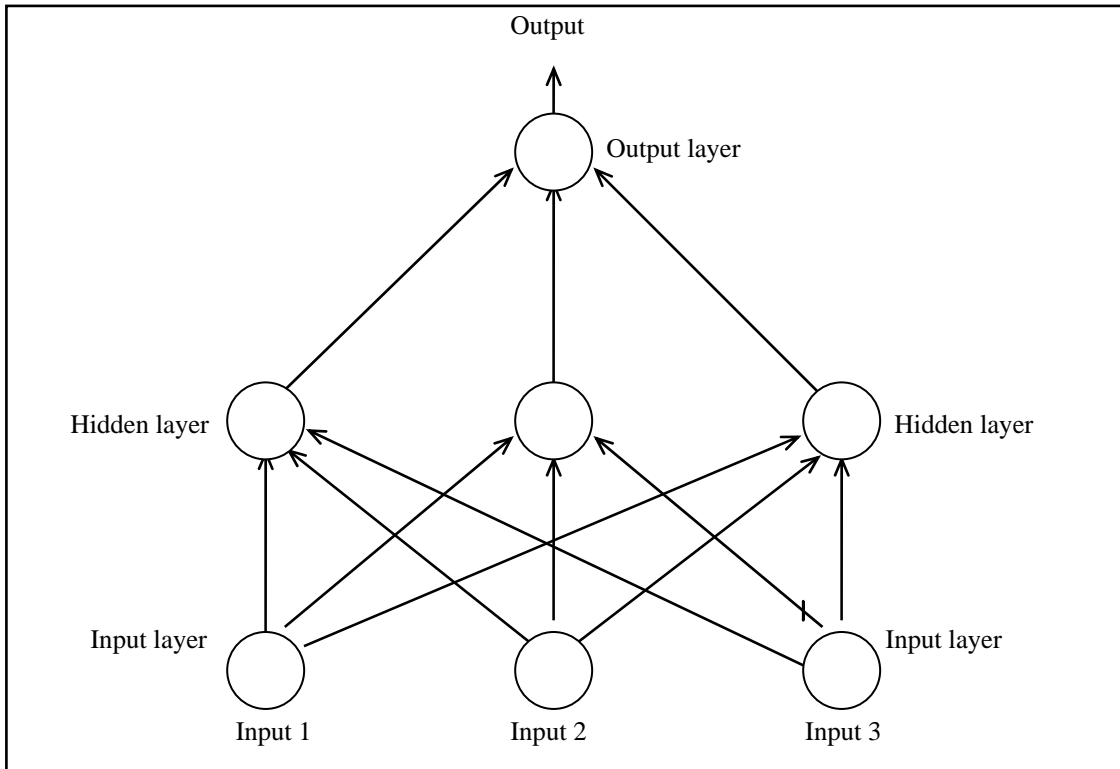 Output
Output layer
Hidden layer
Hidden layer
Input layer
Input layer
Input 1
Input 2
Input 3